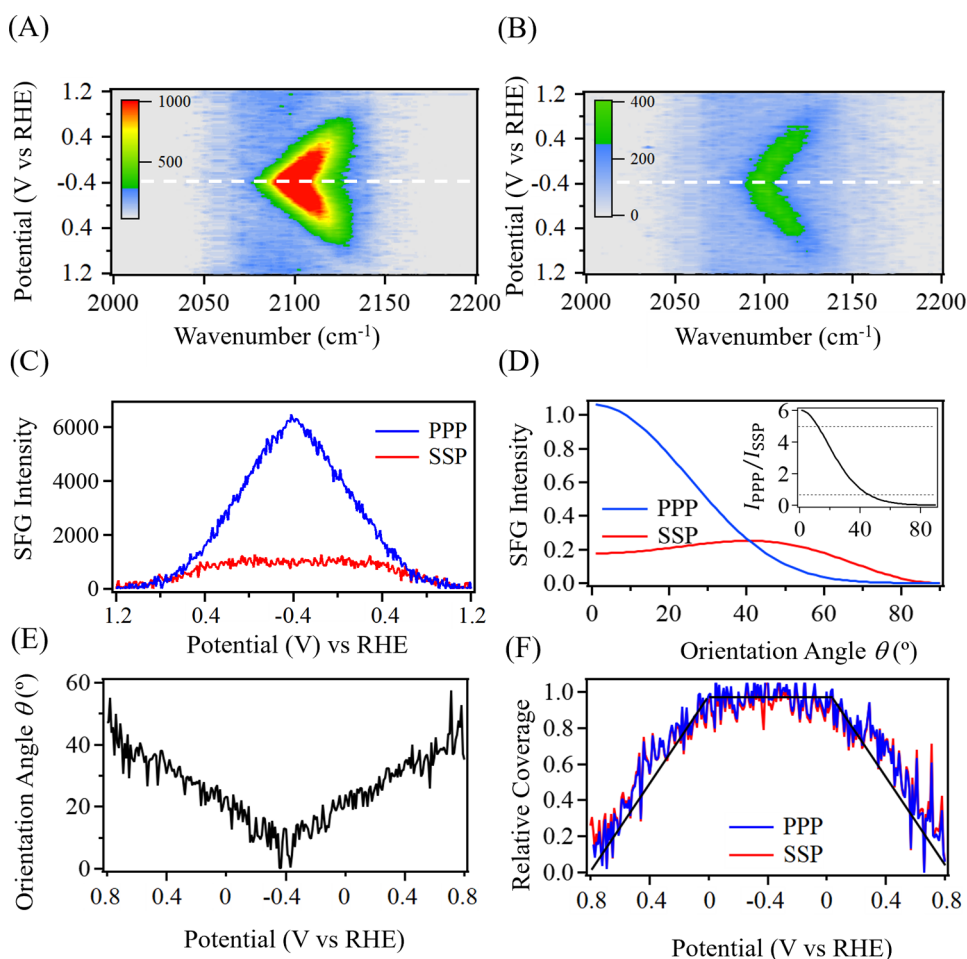 (A)
Potential (V vs RHE)
1.2
0.4
-0.4
0.4
1.2
1000
500
2000 2050 2100 2150 2200
Wavenumber (cm⁻¹)
(B)
Potential (V vs RHE)
1.2
0.4
-0.4
0.4
1.2
400
200
0
2000 2050 2100 2150 2200
Wavenumber (cm⁻¹)
(C)
SFG Intensity
6000
4000
2000
0
PPP
SSP
1.2 0.4 -0.4 0.4 1.2
Potential (V) vs RHE
(D)
SFG Intensity
1.0
0.8
0.6
0.4
0.2
0.0
PPP
SSP
I_PPP/I_SSP
6
4
2
0
0 30 60 90
0 20 40 60 80
Orientation Angle θ (º)
(E)
Orientation Angle θ (º)
60
40
20
0
0.8 0.4 0 -0.4 0 0.4 0.8
Potential (V vs RHE)
(F)
Relative Coverage
1.0
0.8
0.6
0.4
0.2
0.0
PPP
SSP
0.8 0.4 0 -0.4 0 0.4 0.8
Potential (V vs RHE)